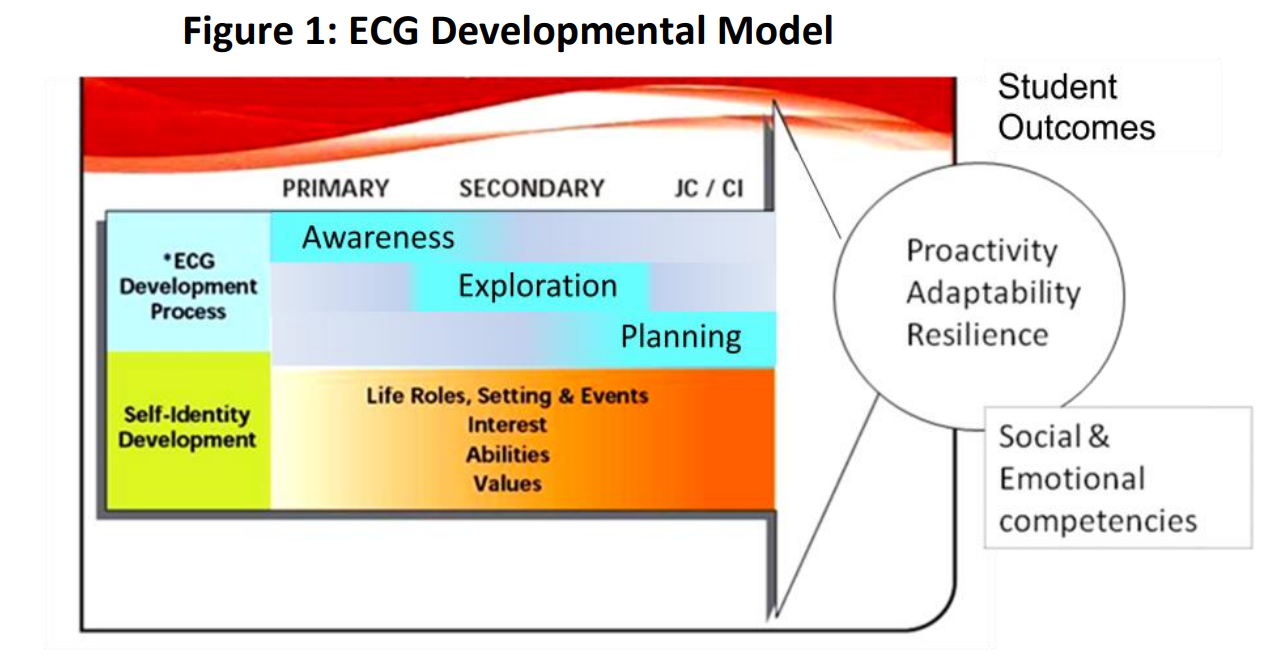 Figure 1: ECG Developmental Model
Student
Outcomes
PRIMARY SECONDARY JC / CI
*ECG
Development
Process
Awareness
Exploration
Planning
Self-Identity
Development
Life Roles, Setting & Events
Interest
Abilities
Values
Proactivity
Adaptability
Resilience
Social &
Emotional
competencies